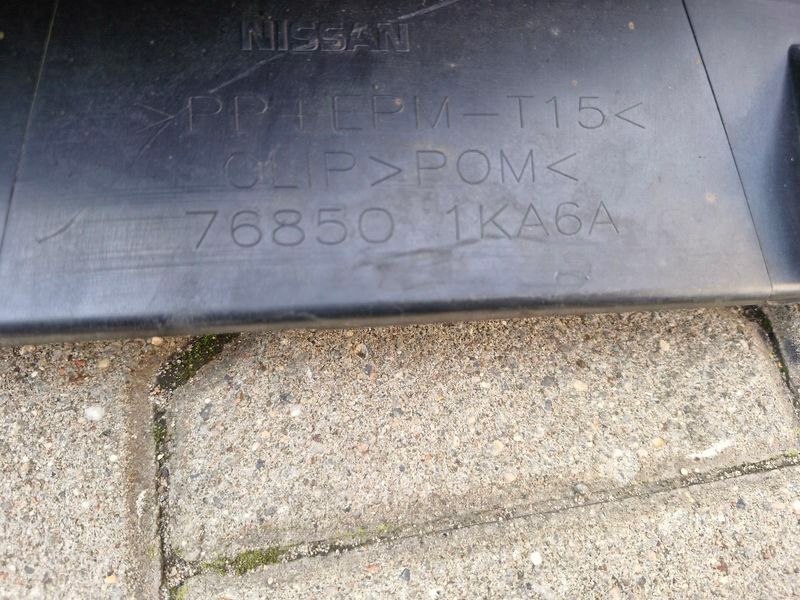 NISSAN
>PP+EPM-T15<
CLIP>POM<
76850 1KA6A